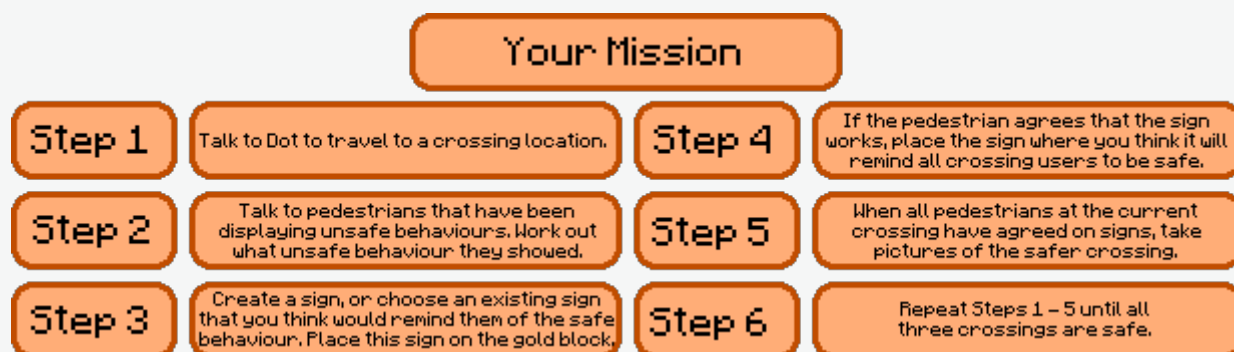 Your Mission
Step 1
Talk to Dot to travel to a crossing location.
Step 2
Talk to pedestrians that have been
displaying unsafe behaviours. Work out
what unsafe behaviour they showed.
Step 3
Create a sign, or choose an existing sign
that you think would remind them of the safe
behaviour. Place this sign on the gold block.
Step 4
If the pedestrian agrees that the sign
works, place the sign where you think it will
remind all crossing users to be safe.
Step 5
When all pedestrians at the current
crossing have agreed on signs, take
pictures of the safer crossing.
Step 6
Repeat Steps 1 – 5 until all
three crossings are safe.